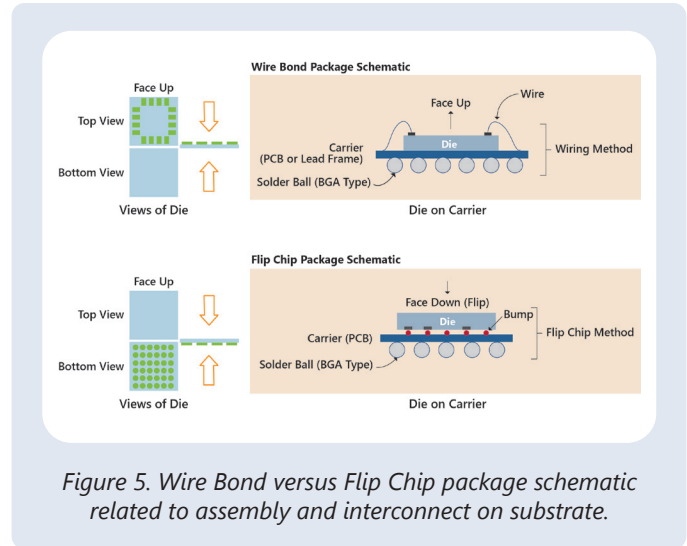 Wire Bond Package Schematic
Face Up
Top View
Bottom View
Views of Die
Face Up
Wire
Carrier
(PCB or Lead Frame)
Die
Wiring Method
Solder Ball (BGA Type)
Die on Carrier
Flip Chip Package Schematic
Face Up
Top View
Bottom View
Views of Die
Face Down (Flip)
Bump
Die
Carrier (PCB)
Flip Chip Method
Solder Ball (BGA Type)
Die on Carrier
Figure 5. Wire Bond versus Flip Chip package schematic
related to assembly and interconnect on substrate.